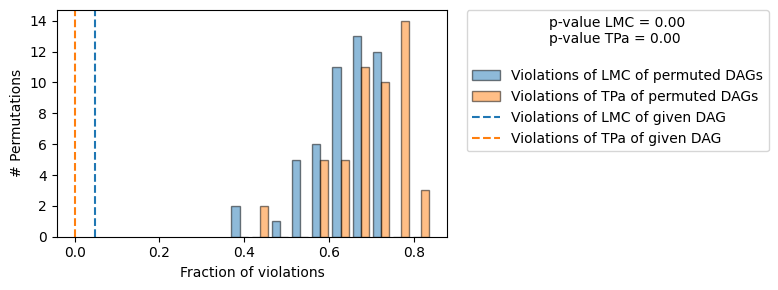 14
12
10
8
6
4
2
0
# Permutations
0.0 0.2 0.4 0.6 0.8
Fraction of violations
p-value LMC = 0.00
p-value TPa = 0.00
Violations of LMC of permuted DAGs
Violations of TPa of permuted DAGs
Violations of LMC of given DAG
Violations of TPa of given DAG